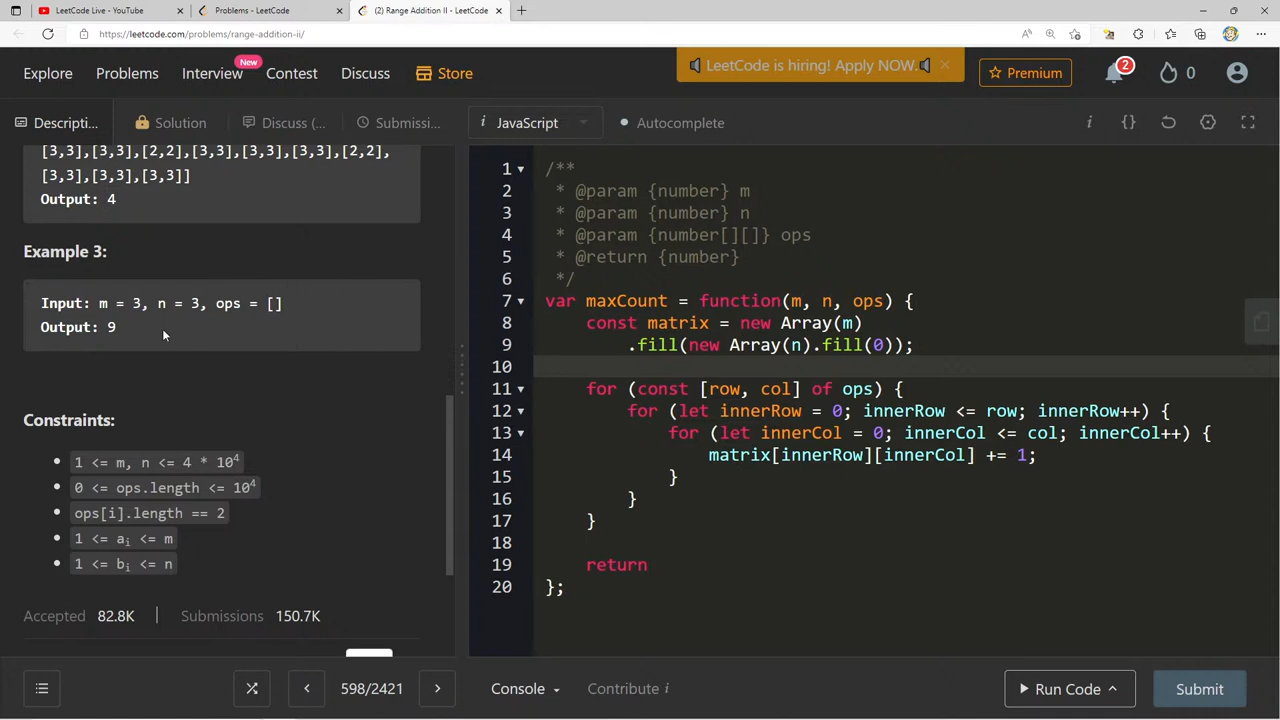 LeetCode Live - YouTube
Problems - LeetCode
(2) Range Addition II - LeetCode
https://leetcode.com/problems/range-addition-ii/
Explore
Problems
Interview
New
Contest
Discuss
Store
LeetCode is hiring! Apply NOW.
Premium
2
0
Descripti...
Solution
Discuss (...
Submissi...
i JavaScript
Autocomplete
[3,3],[3,3],[2,2],[3,3],[3,3],[3,3],[2,2],
[3,3],[3,3],[3,3]]
Output: 4
Example 3:
Input: m = 3, n = 3, ops = []
Output: 9
Constraints:
1 <= m, n <= 4 * 10⁴
0 <= ops.length <= 10⁴
ops[i].length == 2
1 <= aᵢ <= m
1 <= bᵢ <= n
Accepted 82.8K | Submissions 150.7K
1 /**
2 * @param {number} m
3 * @param {number} n
4 * @param {number[][]} ops
5 * @return {number}
6 */
7 var maxCount = function(m, n, ops) {
8 const matrix = new Array(m)
9 .fill(new Array(n).fill(0));
10
11 for (const [row, col] of ops) {
12 for (let innerRow = 0; innerRow <= row; innerRow++) {
13 for (let innerCol = 0; innerCol <= col; innerCol++) {
14 matrix[innerRow][innerCol] += 1;
15 }
16 }
17 }
18
19 return
20 };
598/2421
Console
Contribute i
Run Code
Submit